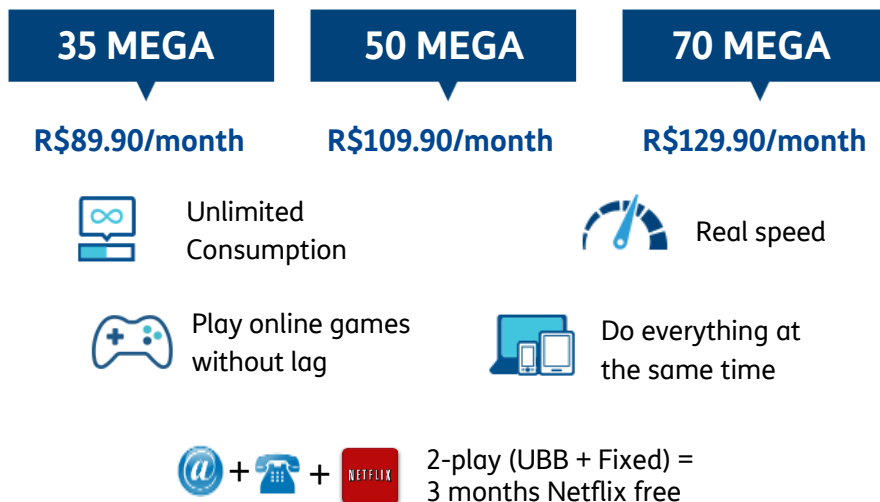 35 MEGA
50 MEGA
70 MEGA
R$89.90/month
R$109.90/month
R$129.90/month
Unlimited
Consumption
Real speed
Play online games
without lag
Do everything at
the same time
@ + + NETFLIX
2-play (UBB + Fixed) =
3 months Netflix free